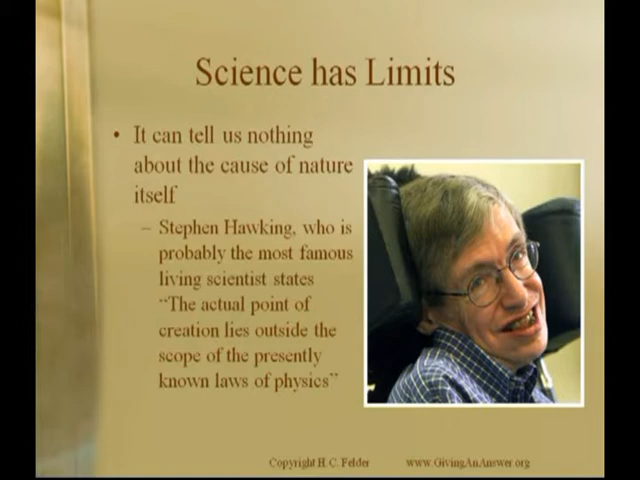 Science has Limits
• It can tell us nothing
about the cause of nature
itself
– Stephen Hawking, who is
probably the most famous
living scientist states
"The actual point of
creation lies outside the
scope of the presently
known laws of physics"
Copyright H. C. Felder www.GivingAnAnswer.org